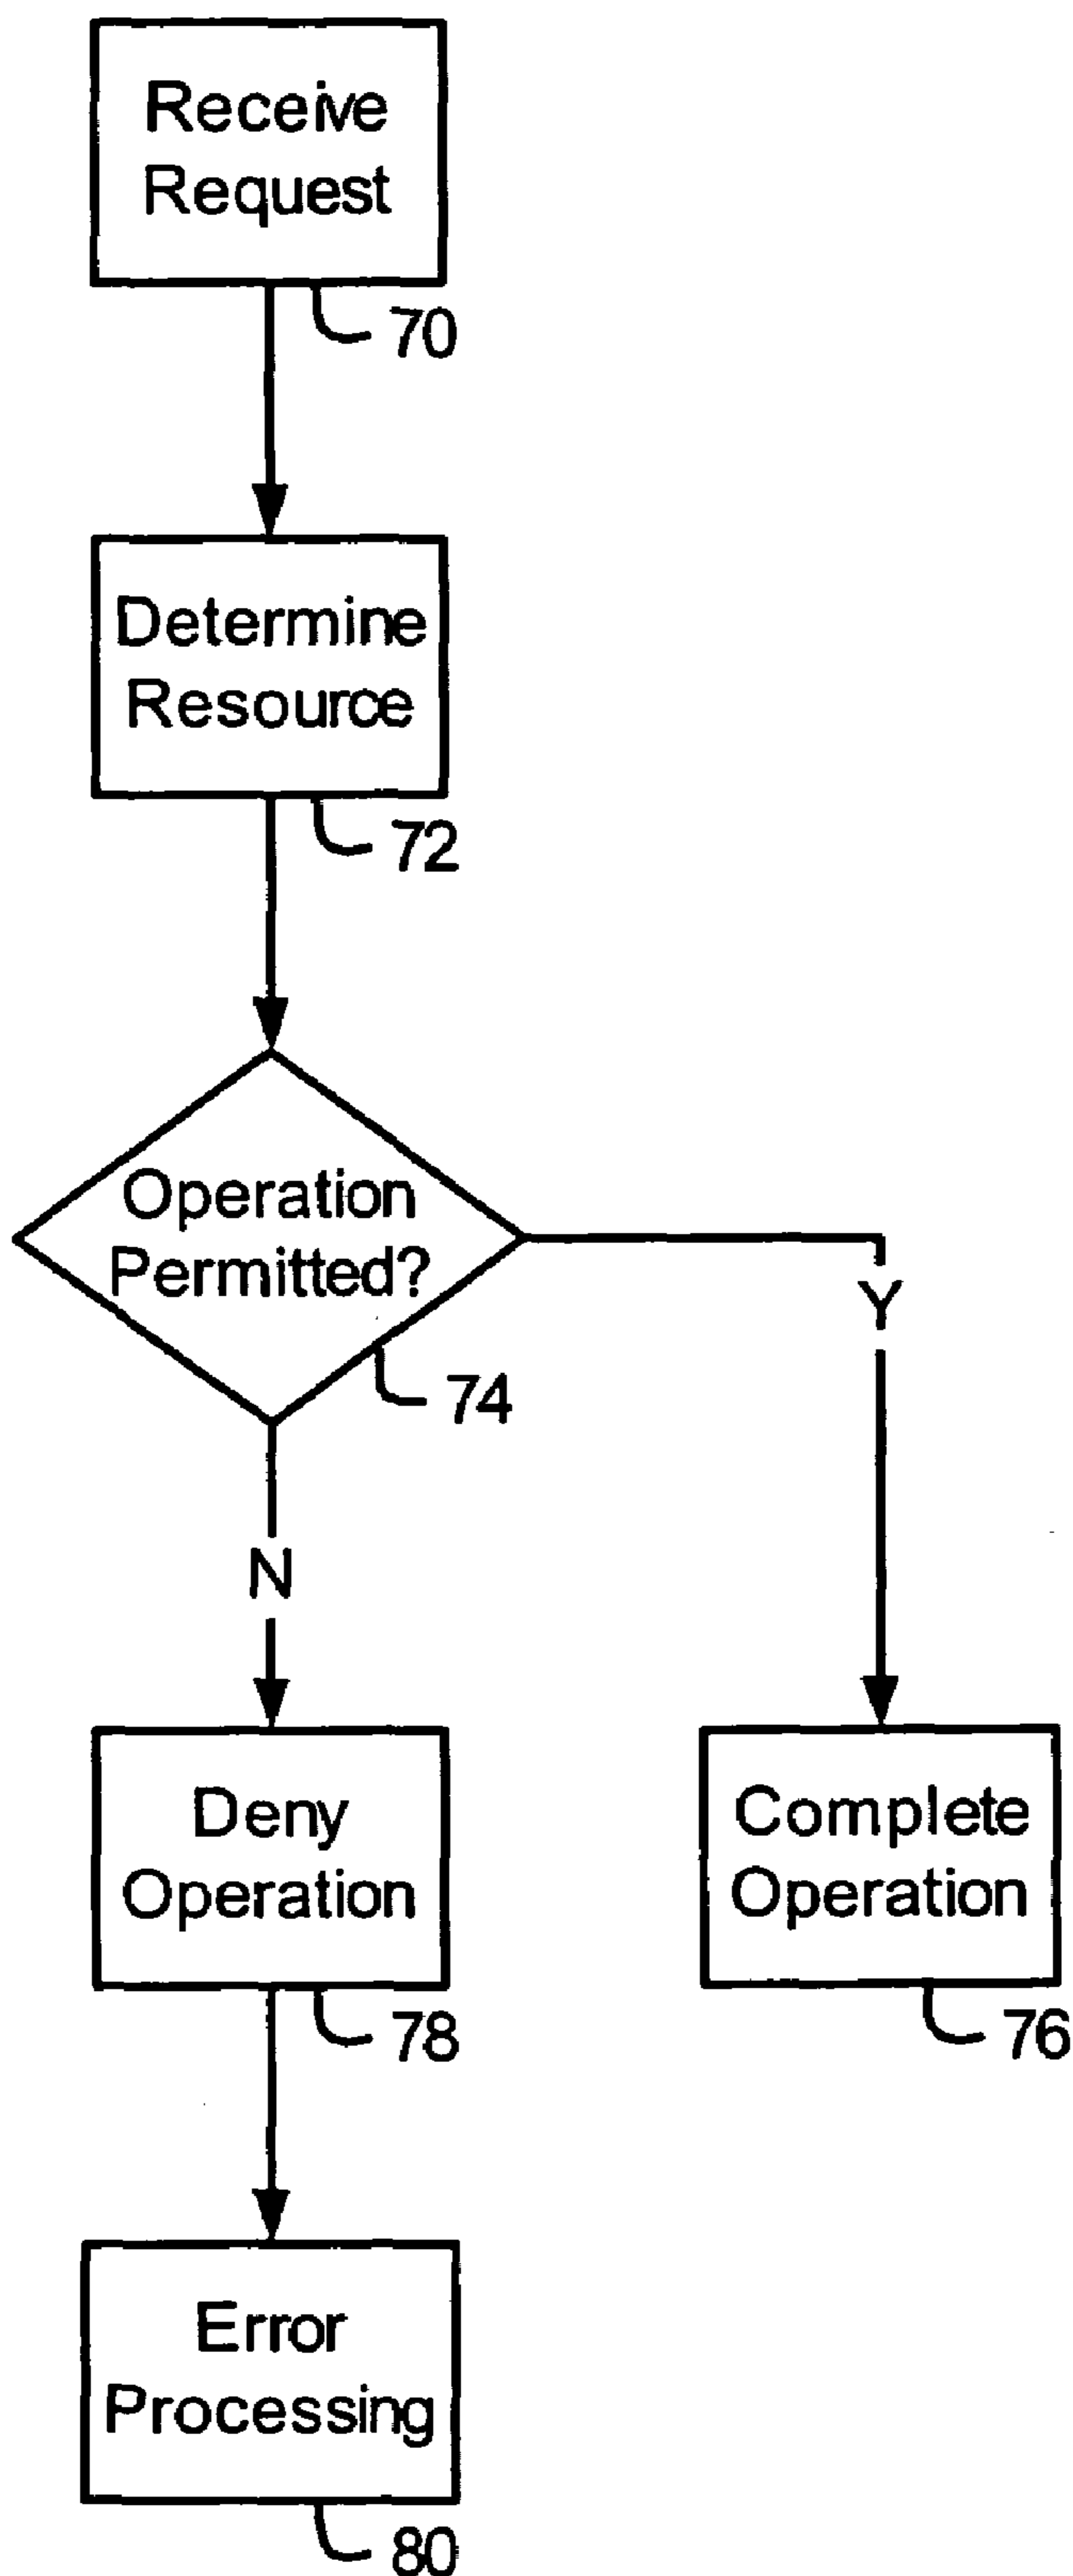 Receive
Request
70
Determine
Resource
72
Operation
Permitted?
74
Y
N
Deny
Operation
78
Complete
Operation
76
Error
Processing
80